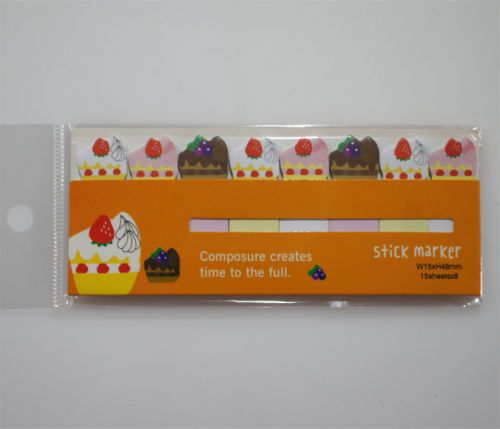 Composure creates
time to the full.
stick marker
W15xH48mm
15sheetsx8